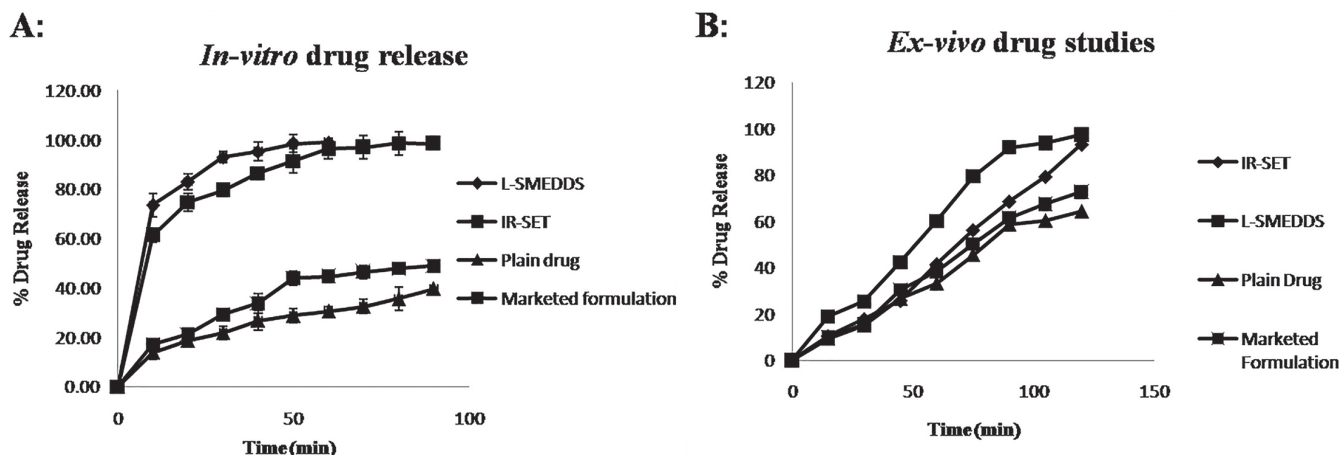 A:
In-vitro drug release
% Drug Release
120.00
100.00
80.00
60.00
40.00
20.00
0.00
0
50
100
Time(min)
L-SMEDDS
IR-SET
Plain drug
Marketed formulation
B:
Ex-vivo drug studies
% Drug Release
120
100
80
60
40
20
0
0
50
100
150
Time(min)
IR-SET
L-SMEDDS
Plain Drug
Marketed
Formulation